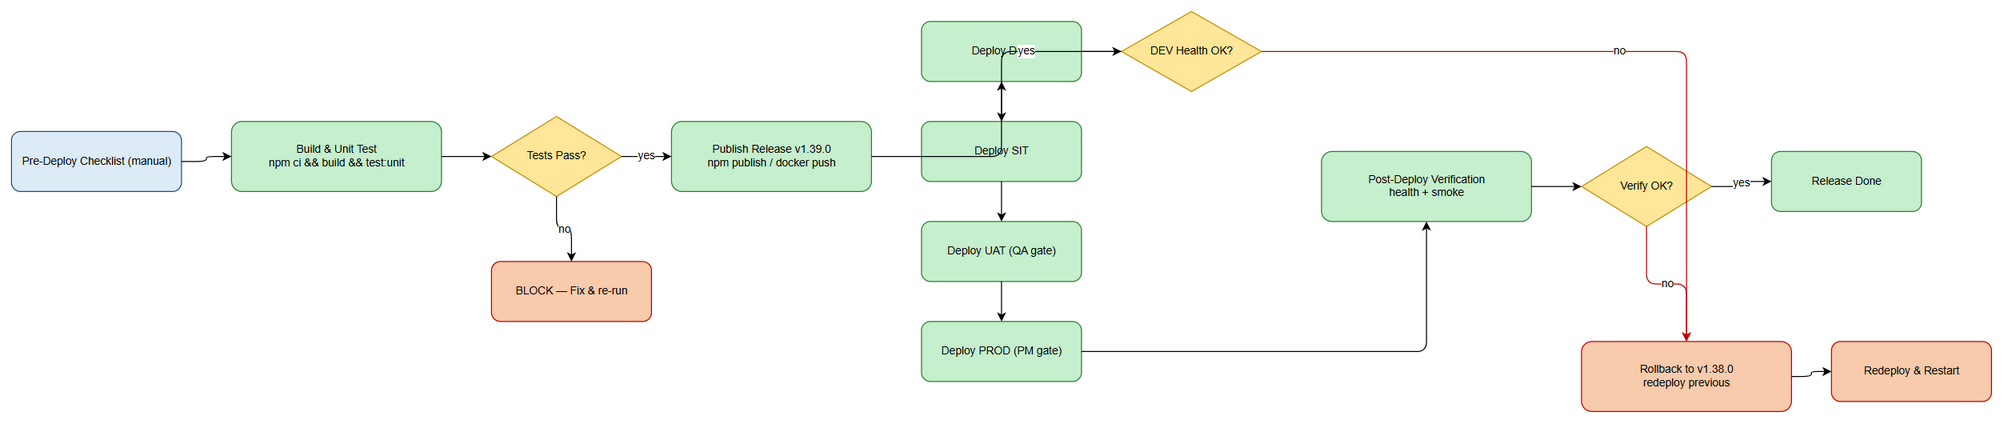 Pre-Deploy Checklist (manual)
Build & Unit Test
npm ci && build && test:unit
Tests Pass?
yes
no
BLOCK — Fix & re-run
Publish Release v1.39.0
npm publish / docker push
Deploy
yes
DEV Health OK?
no
Deploy SIT
Deploy UAT (QA gate)
Deploy PROD (PM gate)
Post-Deploy Verification
health + smoke
Verify OK?
yes
no
Release Done
Rollback to v1.38.0
redeploy previous
Redeploy & Restart